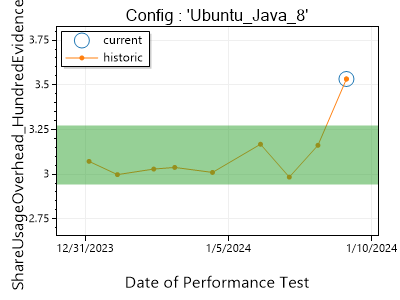 Config : 'Ubuntu_Java_8'
ShareUsageOverhead_HundredEvidence
current
historic
3.75
3.5
3.25
3
2.75
12/31/2023
1/5/2024
1/10/2024
Date of Performance Test